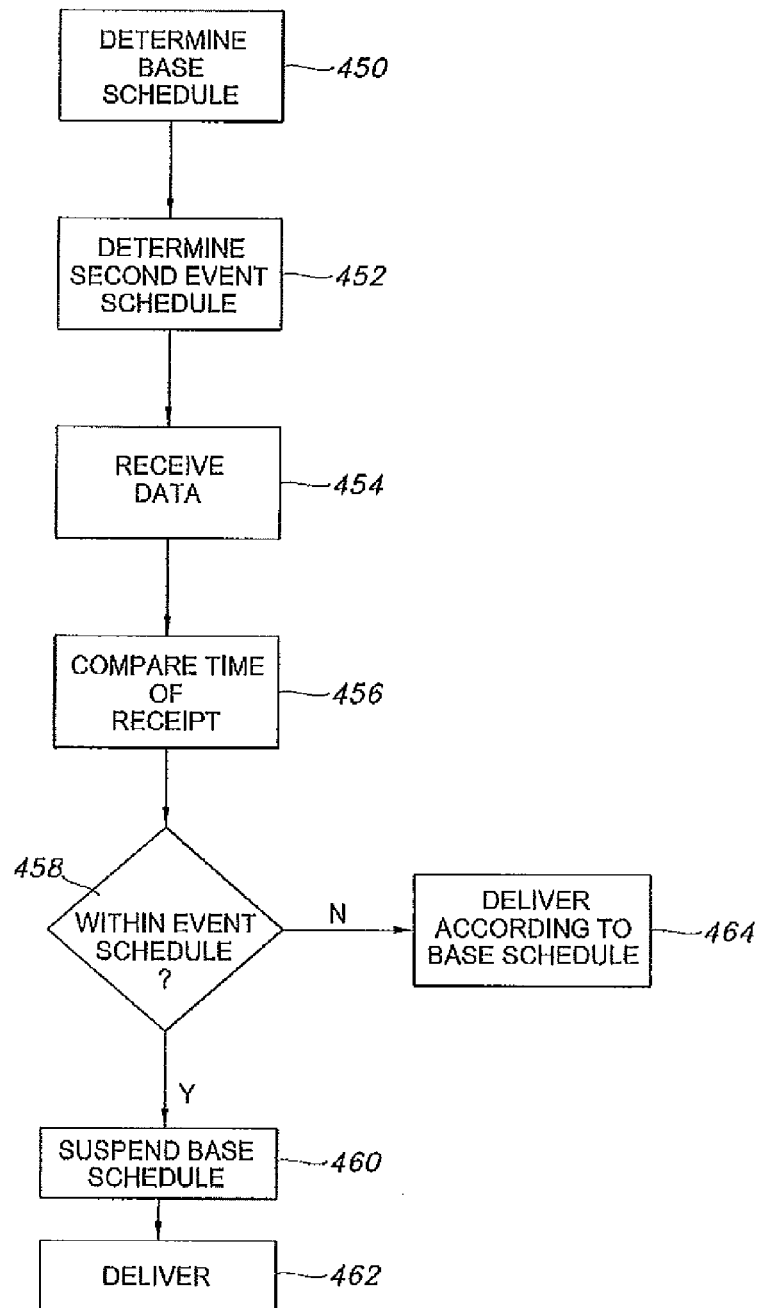 DETERMINE
BASE
SCHEDULE
450
DETERMINE
SECOND EVENT
SCHEDULE
452
RECEIVE
DATA
454
COMPARE TIME
OF
RECEIPT
456
458
WITHIN EVENT
SCHEDULE
?
N
DELIVER
ACCORDING TO
BASE SCHEDULE
464
Y
SUSPEND BASE
SCHEDULE
460
DELIVER
462